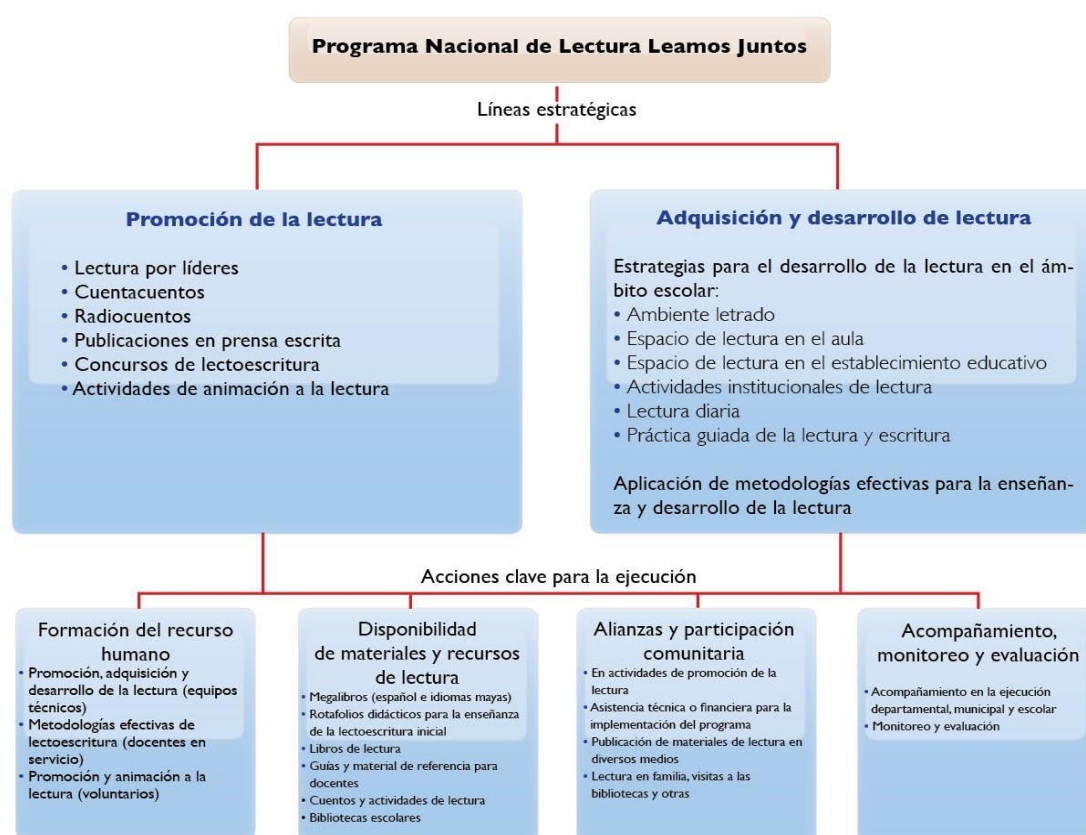 Programa Nacional de Lectura Leamos Juntos
Líneas estratégicas
Promoción de la lectura
• Lectura por líderes
• Cuentacuentos
• Radiocuentos
• Publicaciones en prensa escrita
• Concursos de lectoescritura
• Actividades de animación a la lectura
Adquisición y desarrollo de lectura
Estrategias para el desarrollo de la lectura en el ám-
bito escolar:
• Ambiente letrado
• Espacio de lectura en el aula
• Espacio de lectura en el establecimiento educativo
• Actividades institucionales de lectura
• Lectura diaria
• Práctica guiada de la lectura y escritura
Aplicación de metodologías efectivas para la enseñan-
za y desarrollo de la lectura
Acciones clave para la ejecución
Formación del recurso
humano
• Promoción, adquisición y
desarrollo de la lectura (equipos
técnicos)
• Metodologías efectivas de
lectoescritura (docentes en
servicio)
• Promoción y animación a la
lectura (voluntarios)
Disponibilidad
de materiales y recursos
de lectura
• Megalibros (español e idiomas mayas)
• Rotafolios didácticos para la enseñanza
de la lectoescritura inicial
• Libros de lectura
• Guías y material de referencia para
docentes
• Cuentos y actividades de lectura
• Bibliotecas escolares
Alianzas y participación
comunitaria
• En actividades de promoción de la
lectura
• Asistencia técnica o financiera para la
implementación del programa
• Publicación de materiales de lectura en
diversos medios
• Lectura en familia, visitas a las
bibliotecas y otras
Acompañamiento,
monitoreo y evaluación
• Acompañamiento en la ejecución
departamental, municipal y escolar
• Monitoreo y evaluación